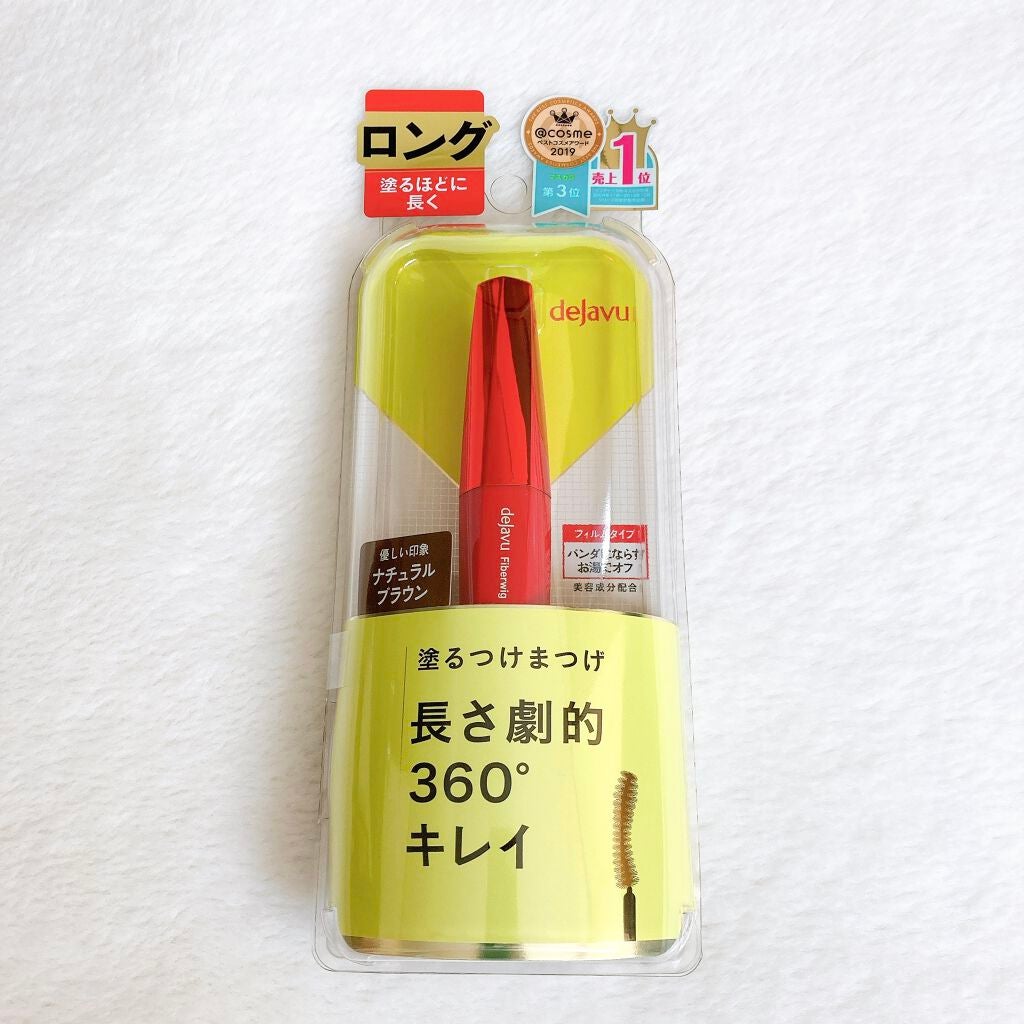 ロング
塗るほどに
長く
@cosme
ベストコスメアワード
2019
マスカラ
第3位
売上1位
deJavu
deJavu Fiberwig
優しい印象
ナチュラル
ブラウン
フィルムタイプ
パンダにならず
お湯でオフ
美容成分配合
塗るつけまつげ
長さ劇的
360°
キレイ